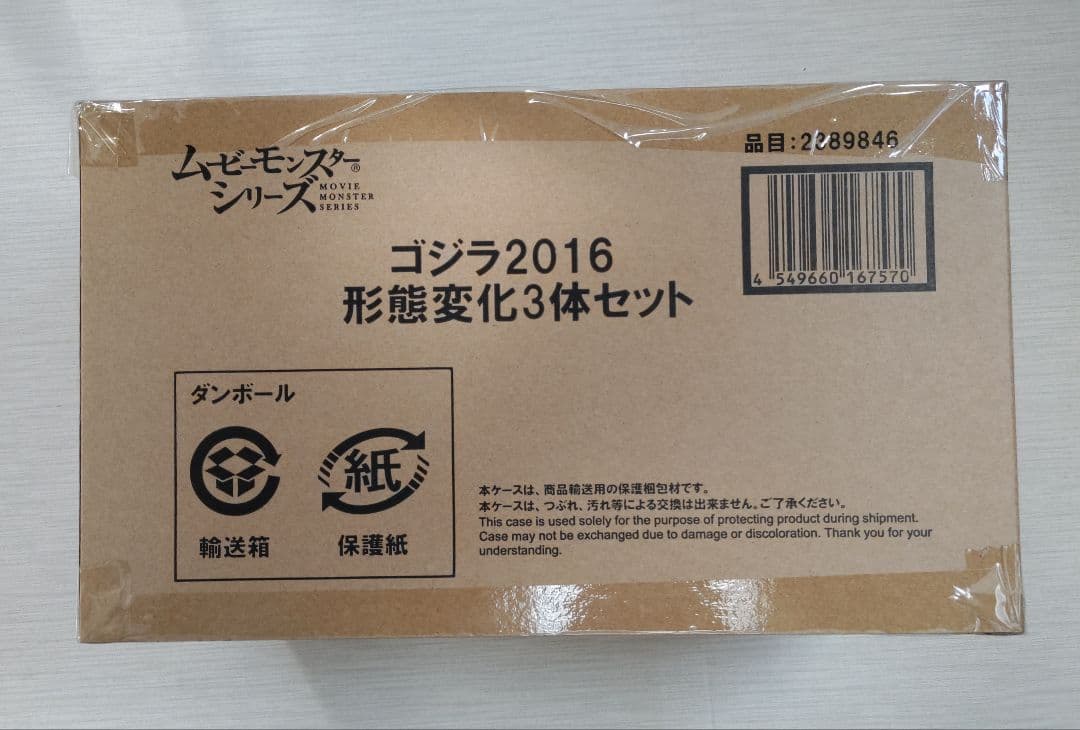 ムービーモンスター®
シリーズ
MOVIE
MONSTER
SERIES
品目:2389846
4 549660 167570
ゴジラ2016
形態変化3体セット
ダンボール
紙
輸送箱
保護紙
本ケースは、商品輸送用の保護梱包材です。
本ケースは、つぶれ、汚れ等による交換は出来ません。ご了承ください。
This case is used solely for the purpose of protecting product during shipment.
Case may not be exchanged due to damage or discoloration. Thank you for your
understanding.